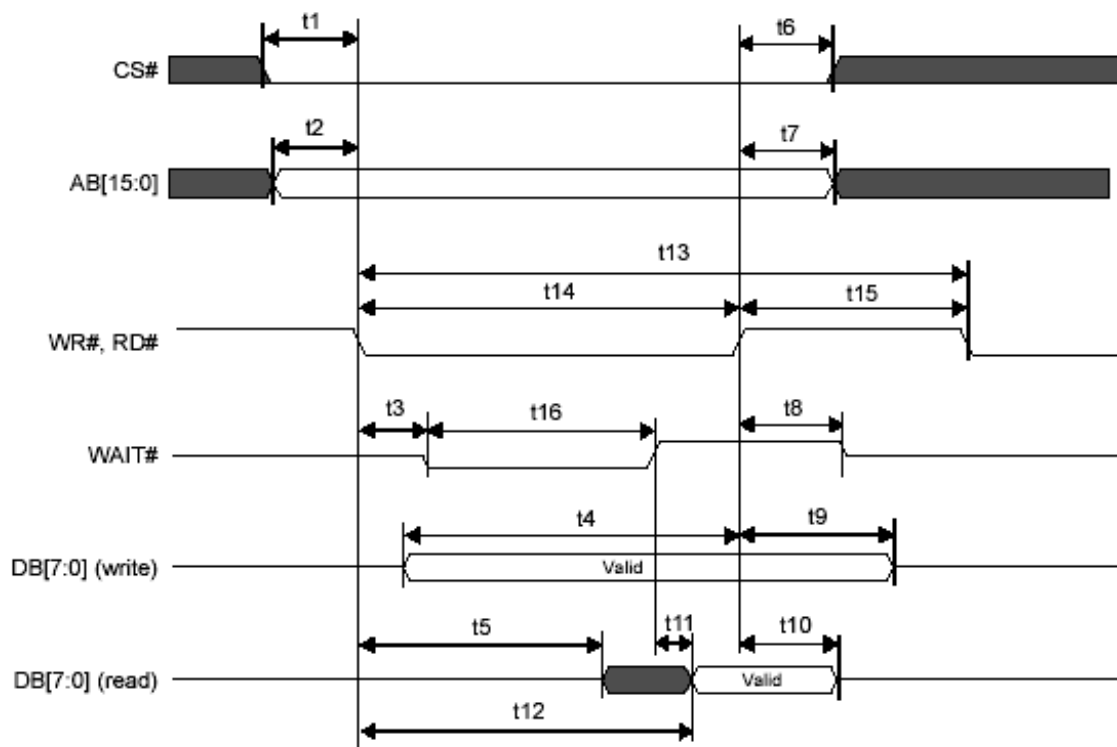 t1 t6
CS#
t2 t7
AB[15:0]
t13
t14 t15
WR#, RD#
t3 t16 t8
WAIT#
t4 t9
DB[7:0] (write) Valid
t5 t11 t10
DB[7:0] (read) Valid
t12